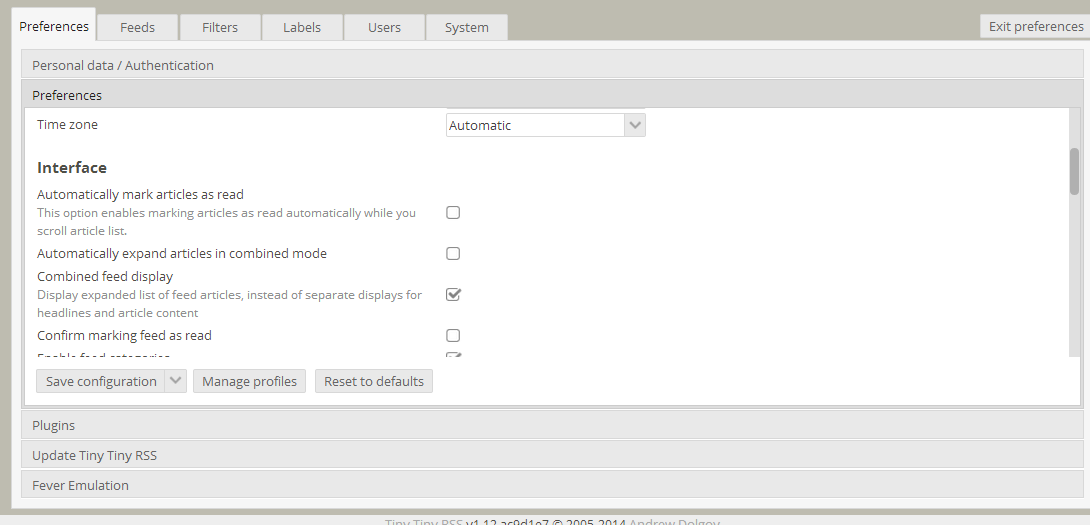 Preferences Feeds Filters Labels Users System Exit preferences
Personal data / Authentication
Preferences
Time zone Automatic
Interface
Automatically mark articles as read
This option enables marking articles as read automatically while you
scroll article list.
Automatically expand articles in combined mode
Combined feed display
Display expanded list of feed articles, instead of separate displays for
headlines and article content
Confirm marking feed as read
Enable feed categories
Save configuration Manage profiles Reset to defaults
Plugins
Update Tiny Tiny RSS
Fever Emulation
Tiny Tiny RSS v1.12.ac9d1e7 © 2005-2014 Andrew Dolgov